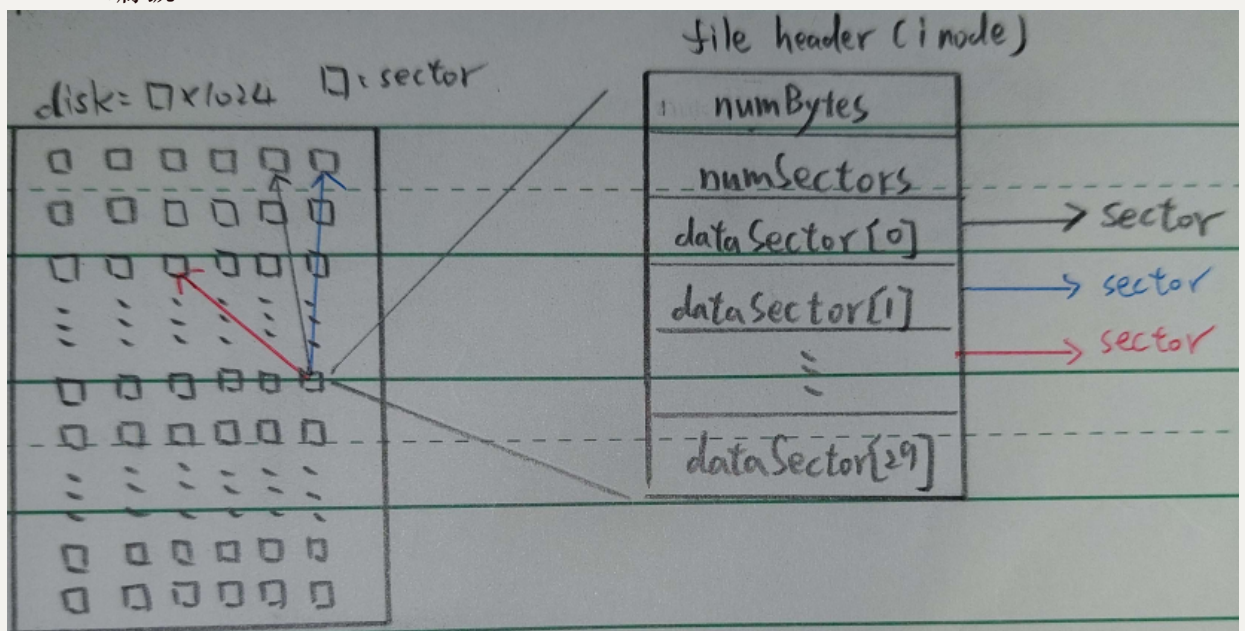 file header (inode)
disk = □×1024 □: sector
numBytes
numSectors
dataSector[0] → sector
dataSector[1] → sector
→ sector
dataSector[29]